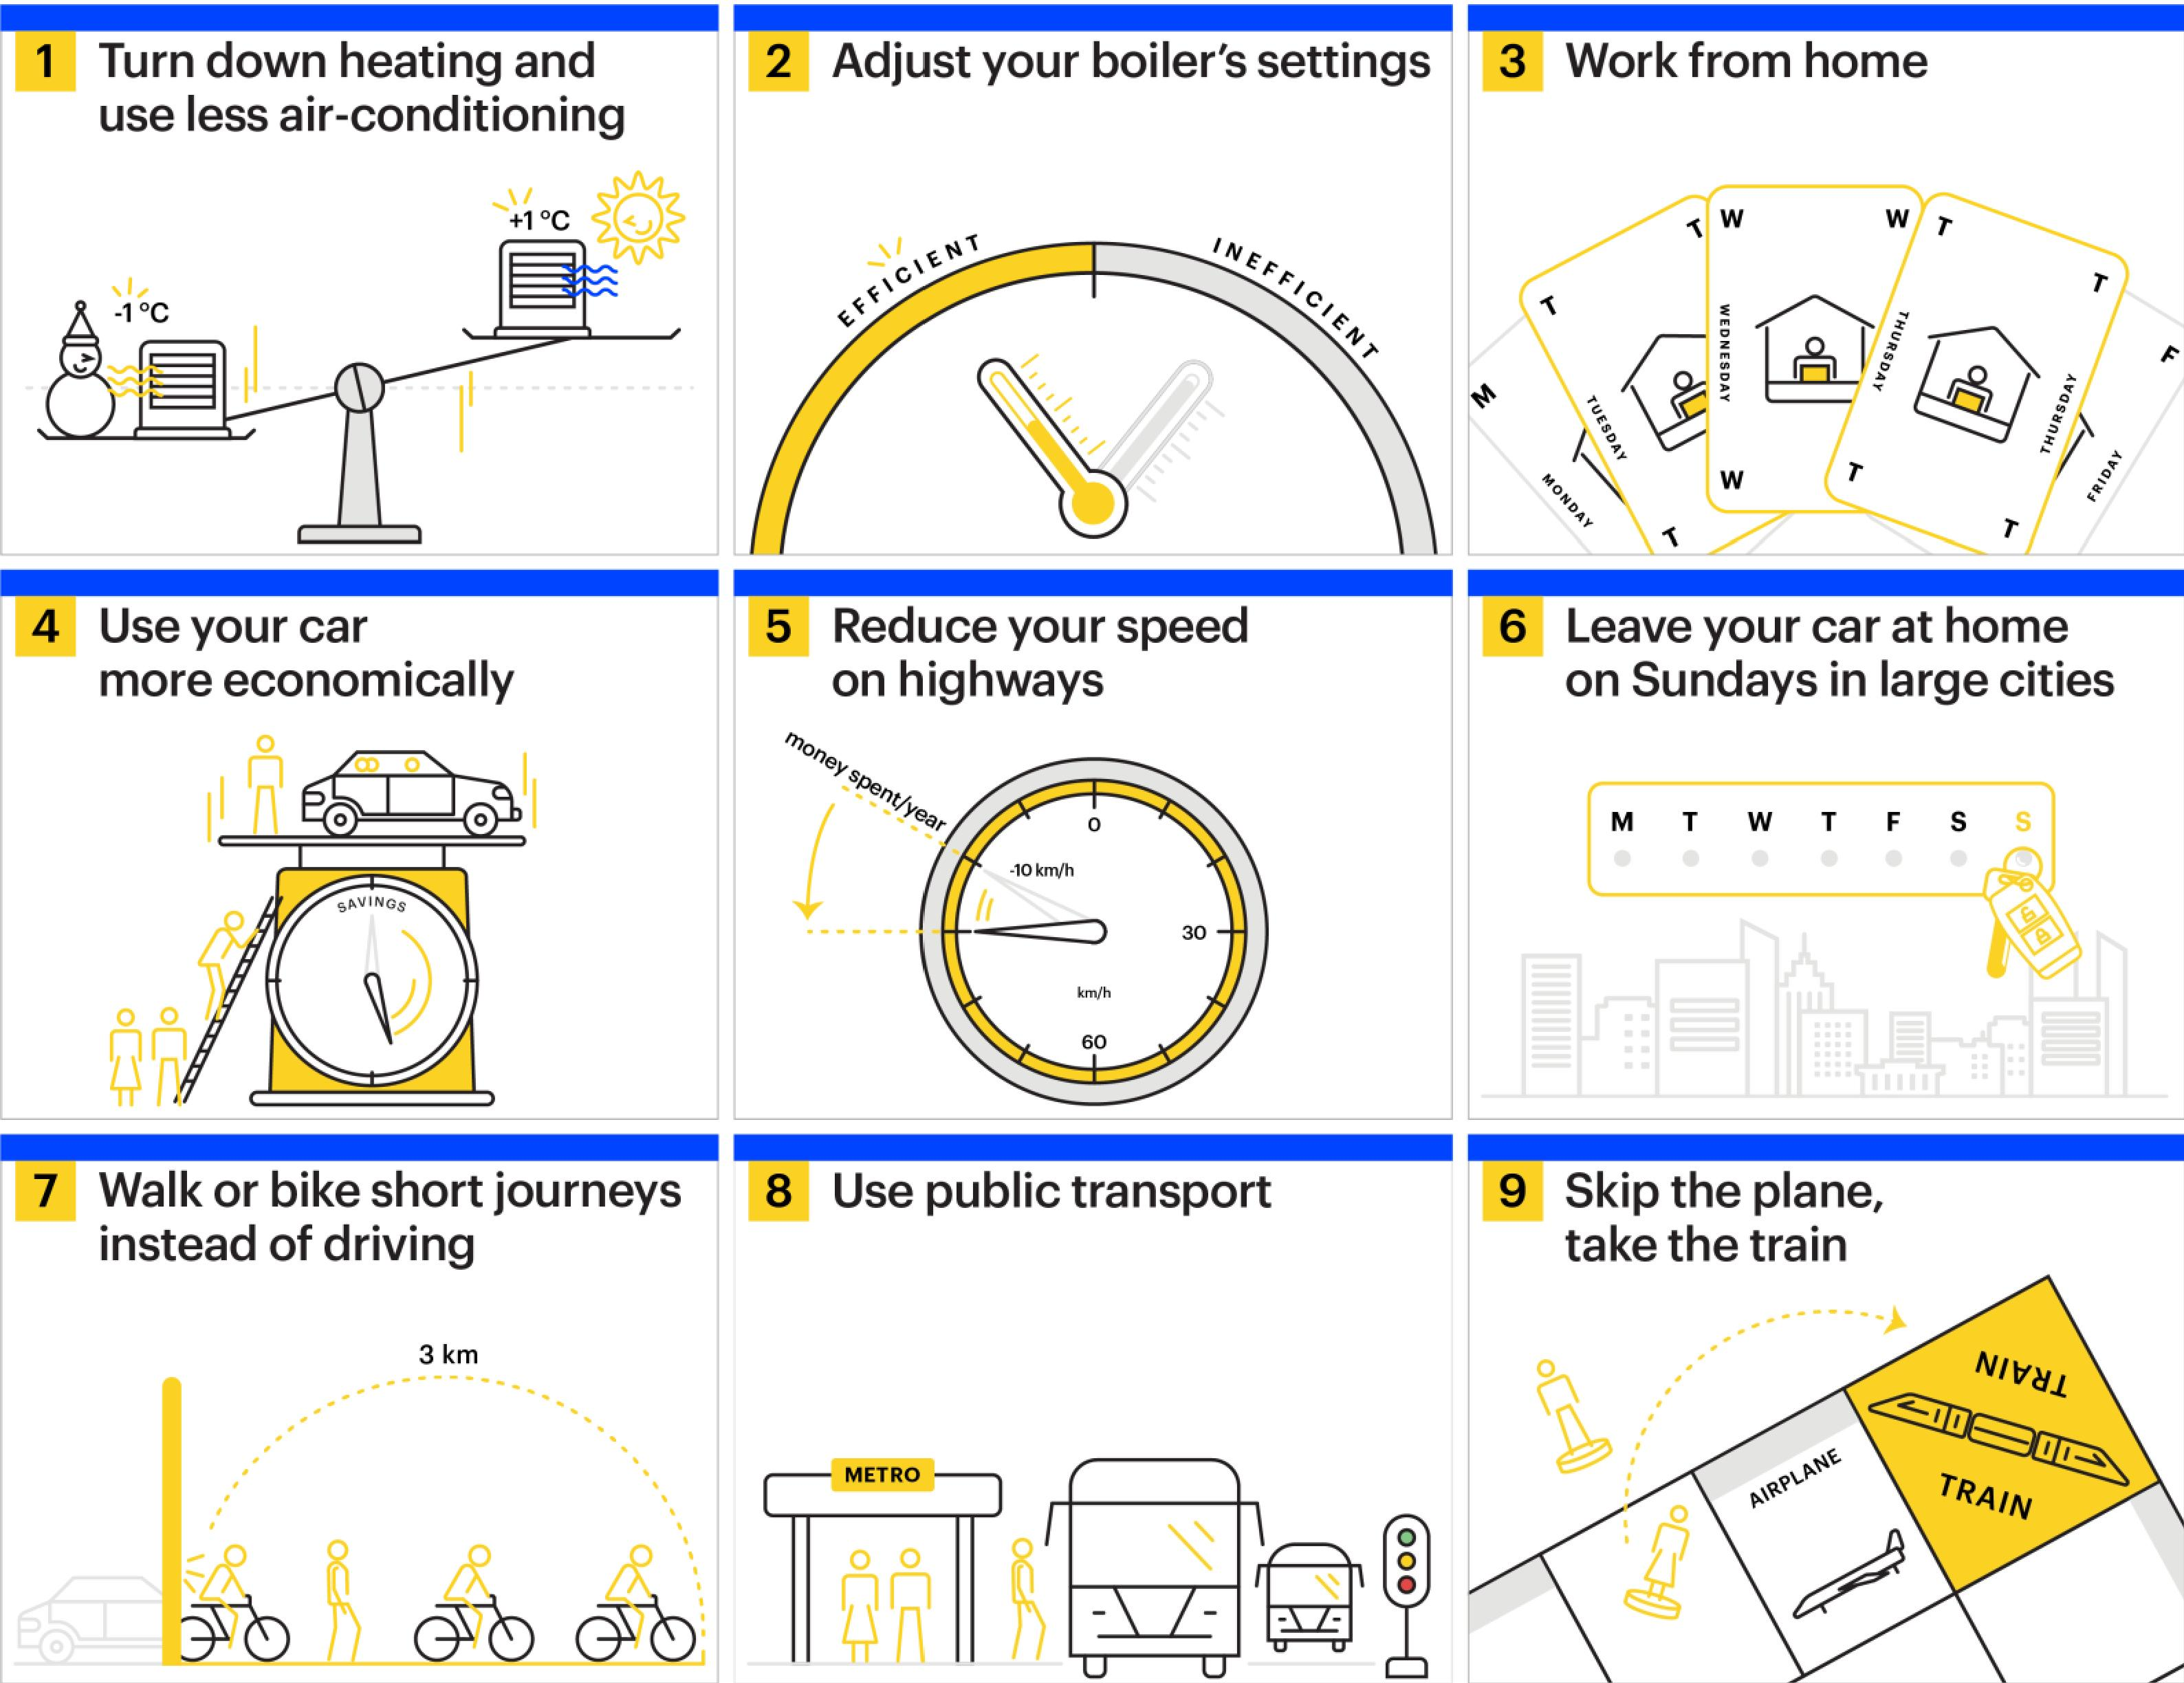 1
Turn down heating and
use less air-conditioning
+1 °C
-1 °C
2
Adjust your boiler's settings
EFFICIENT
INEFFICIENT
3
Work from home
M
MONDAY
T
T
TUESDAY
T
W
W
WEDNESDAY
W
T
T
THURSDAY
THURSDAY
T
T
F
FRIDAY
4
Use your car
more economically
SAVINGS
5
Reduce your speed
on highways
money spent/year
0
-10 km/h
30
km/h
60
6
Leave your car at home
on Sundays in large cities
M T W T F S S
7
Walk or bike short journeys
instead of driving
3 km
8
Use public transport
METRO
9
Skip the plane,
take the train
TRAIN
TRAIN
AIRPLANE